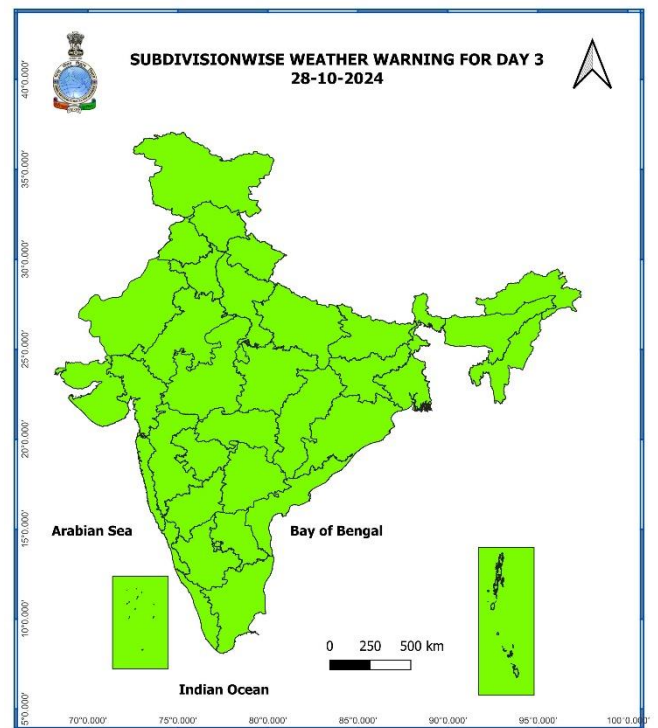 SUBDIVISIONWISE WEATHER WARNING FOR DAY 3
28-10-2024
40°0.000'
35°0.000'
30°0.000'
25°0.000'
20°0.000'
15°0.000'
10°0.000'
5°0.000'
Arabian Sea
Bay of Bengal
0 250 500 km
Indian Ocean
70°0.000' 75°0.000' 80°0.000' 85°0.000' 90°0.000' 95°0.000' 100°0.000'